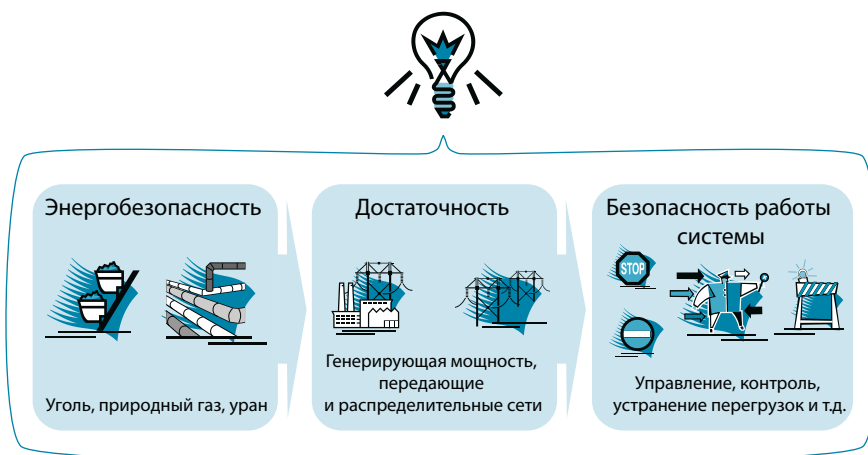 Энергобезопасность
Уголь, природный газ, уран
Достаточность
Генерирующая мощность,
передающие
и распределительные сети
Безопасность работы
системы
STOP
Управление, контроль,
устранение перегрузок и т.д.